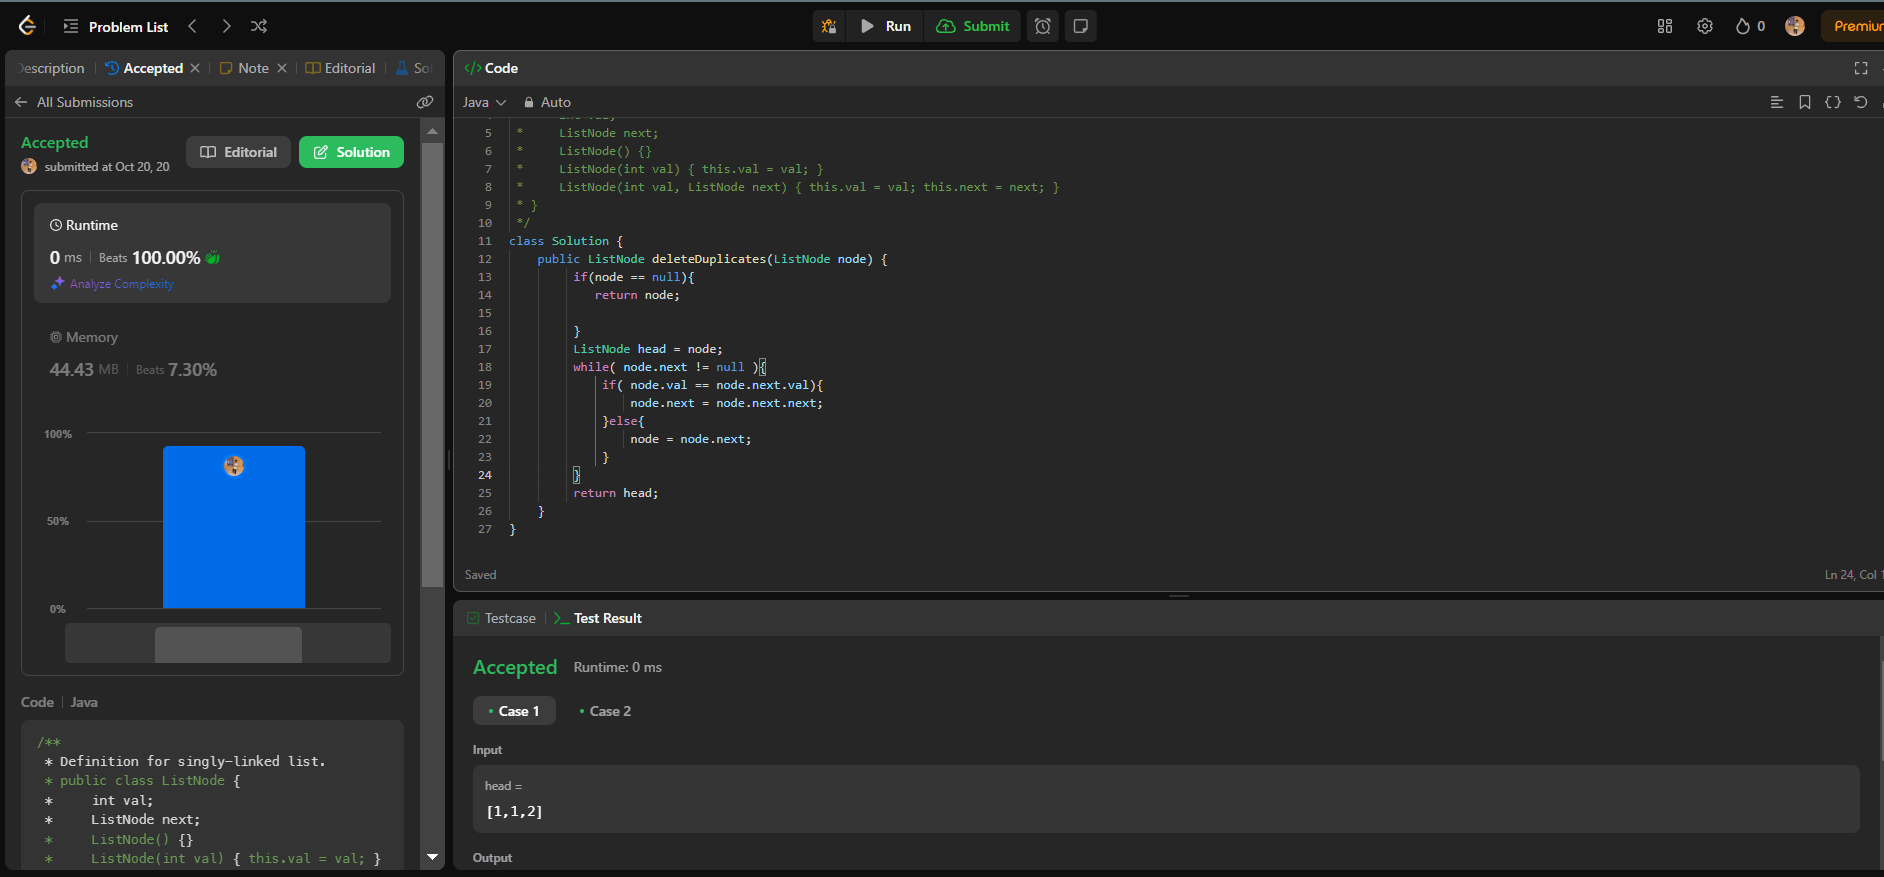 Problem List
Run
Submit
0
Premium
Description
Accepted
Note
Editorial
Sol
All Submissions
Accepted
submitted at Oct 20, 20
Editorial
Solution
Runtime
0 ms | Beats 100.00%
Analyze Complexity
Memory
44.43 MB | Beats 7.30%
100%
50%
0%
Code | Java
/**
* Definition for singly-linked list.
* public class ListNode {
*     int val;
*     ListNode next;
*     ListNode() {}
*     ListNode(int val) { this.val = val; }
</> Code
Java
Auto
5 *     ListNode next;
6 *     ListNode() {}
7 *     ListNode(int val) { this.val = val; }
8 *     ListNode(int val, ListNode next) { this.val = val; this.next = next; }
9 * }
10 */
11 class Solution {
12     public ListNode deleteDuplicates(ListNode node) {
13         if(node == null){
14            return node;
15
16         }
17         ListNode head = node;
18         while( node.next != null ){
19             if( node.val == node.next.val){
20                 node.next = node.next.next;
21             }else{
22                 node = node.next;
23             }
24         }
25         return head;
26     }
27 }
Saved
Ln 24, Col 1
Testcase
Test Result
Accepted
Runtime: 0 ms
• Case 1
• Case 2
Input
head =
[1,1,2]
Output